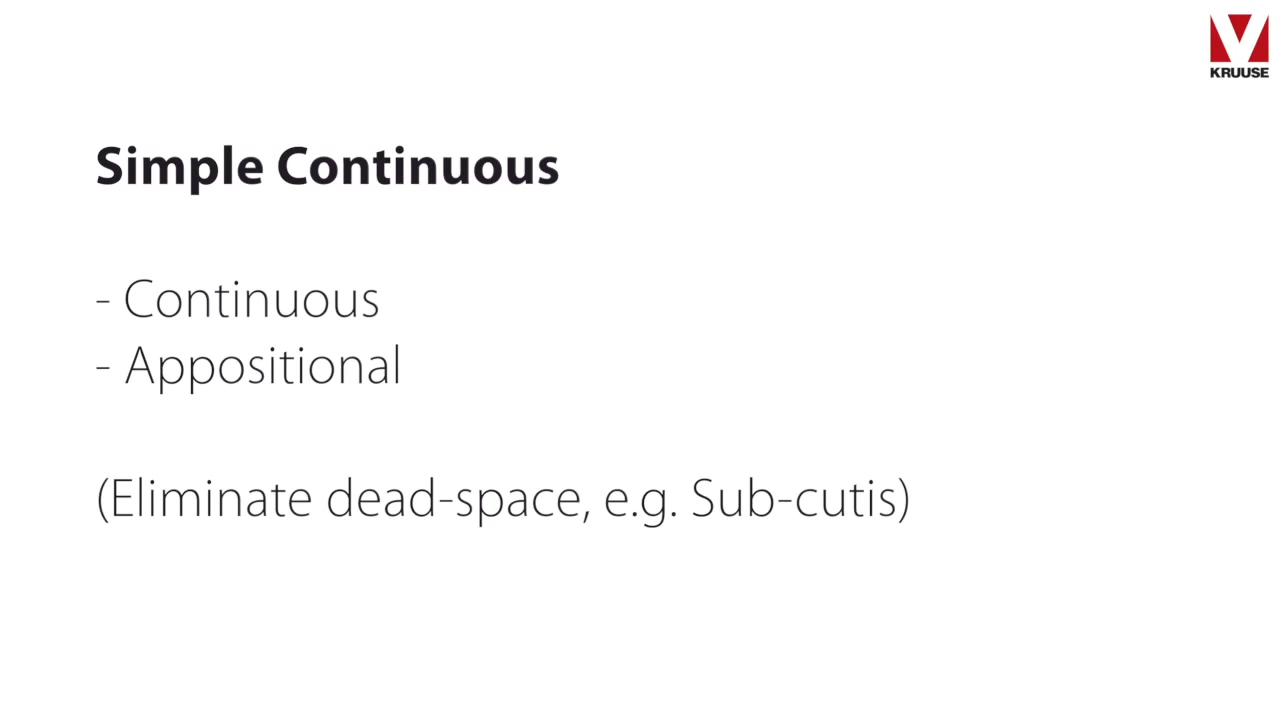 KRUUSE
Simple Continuous
- Continuous
- Appositional
(Eliminate dead-space, e.g. Sub-cutis)